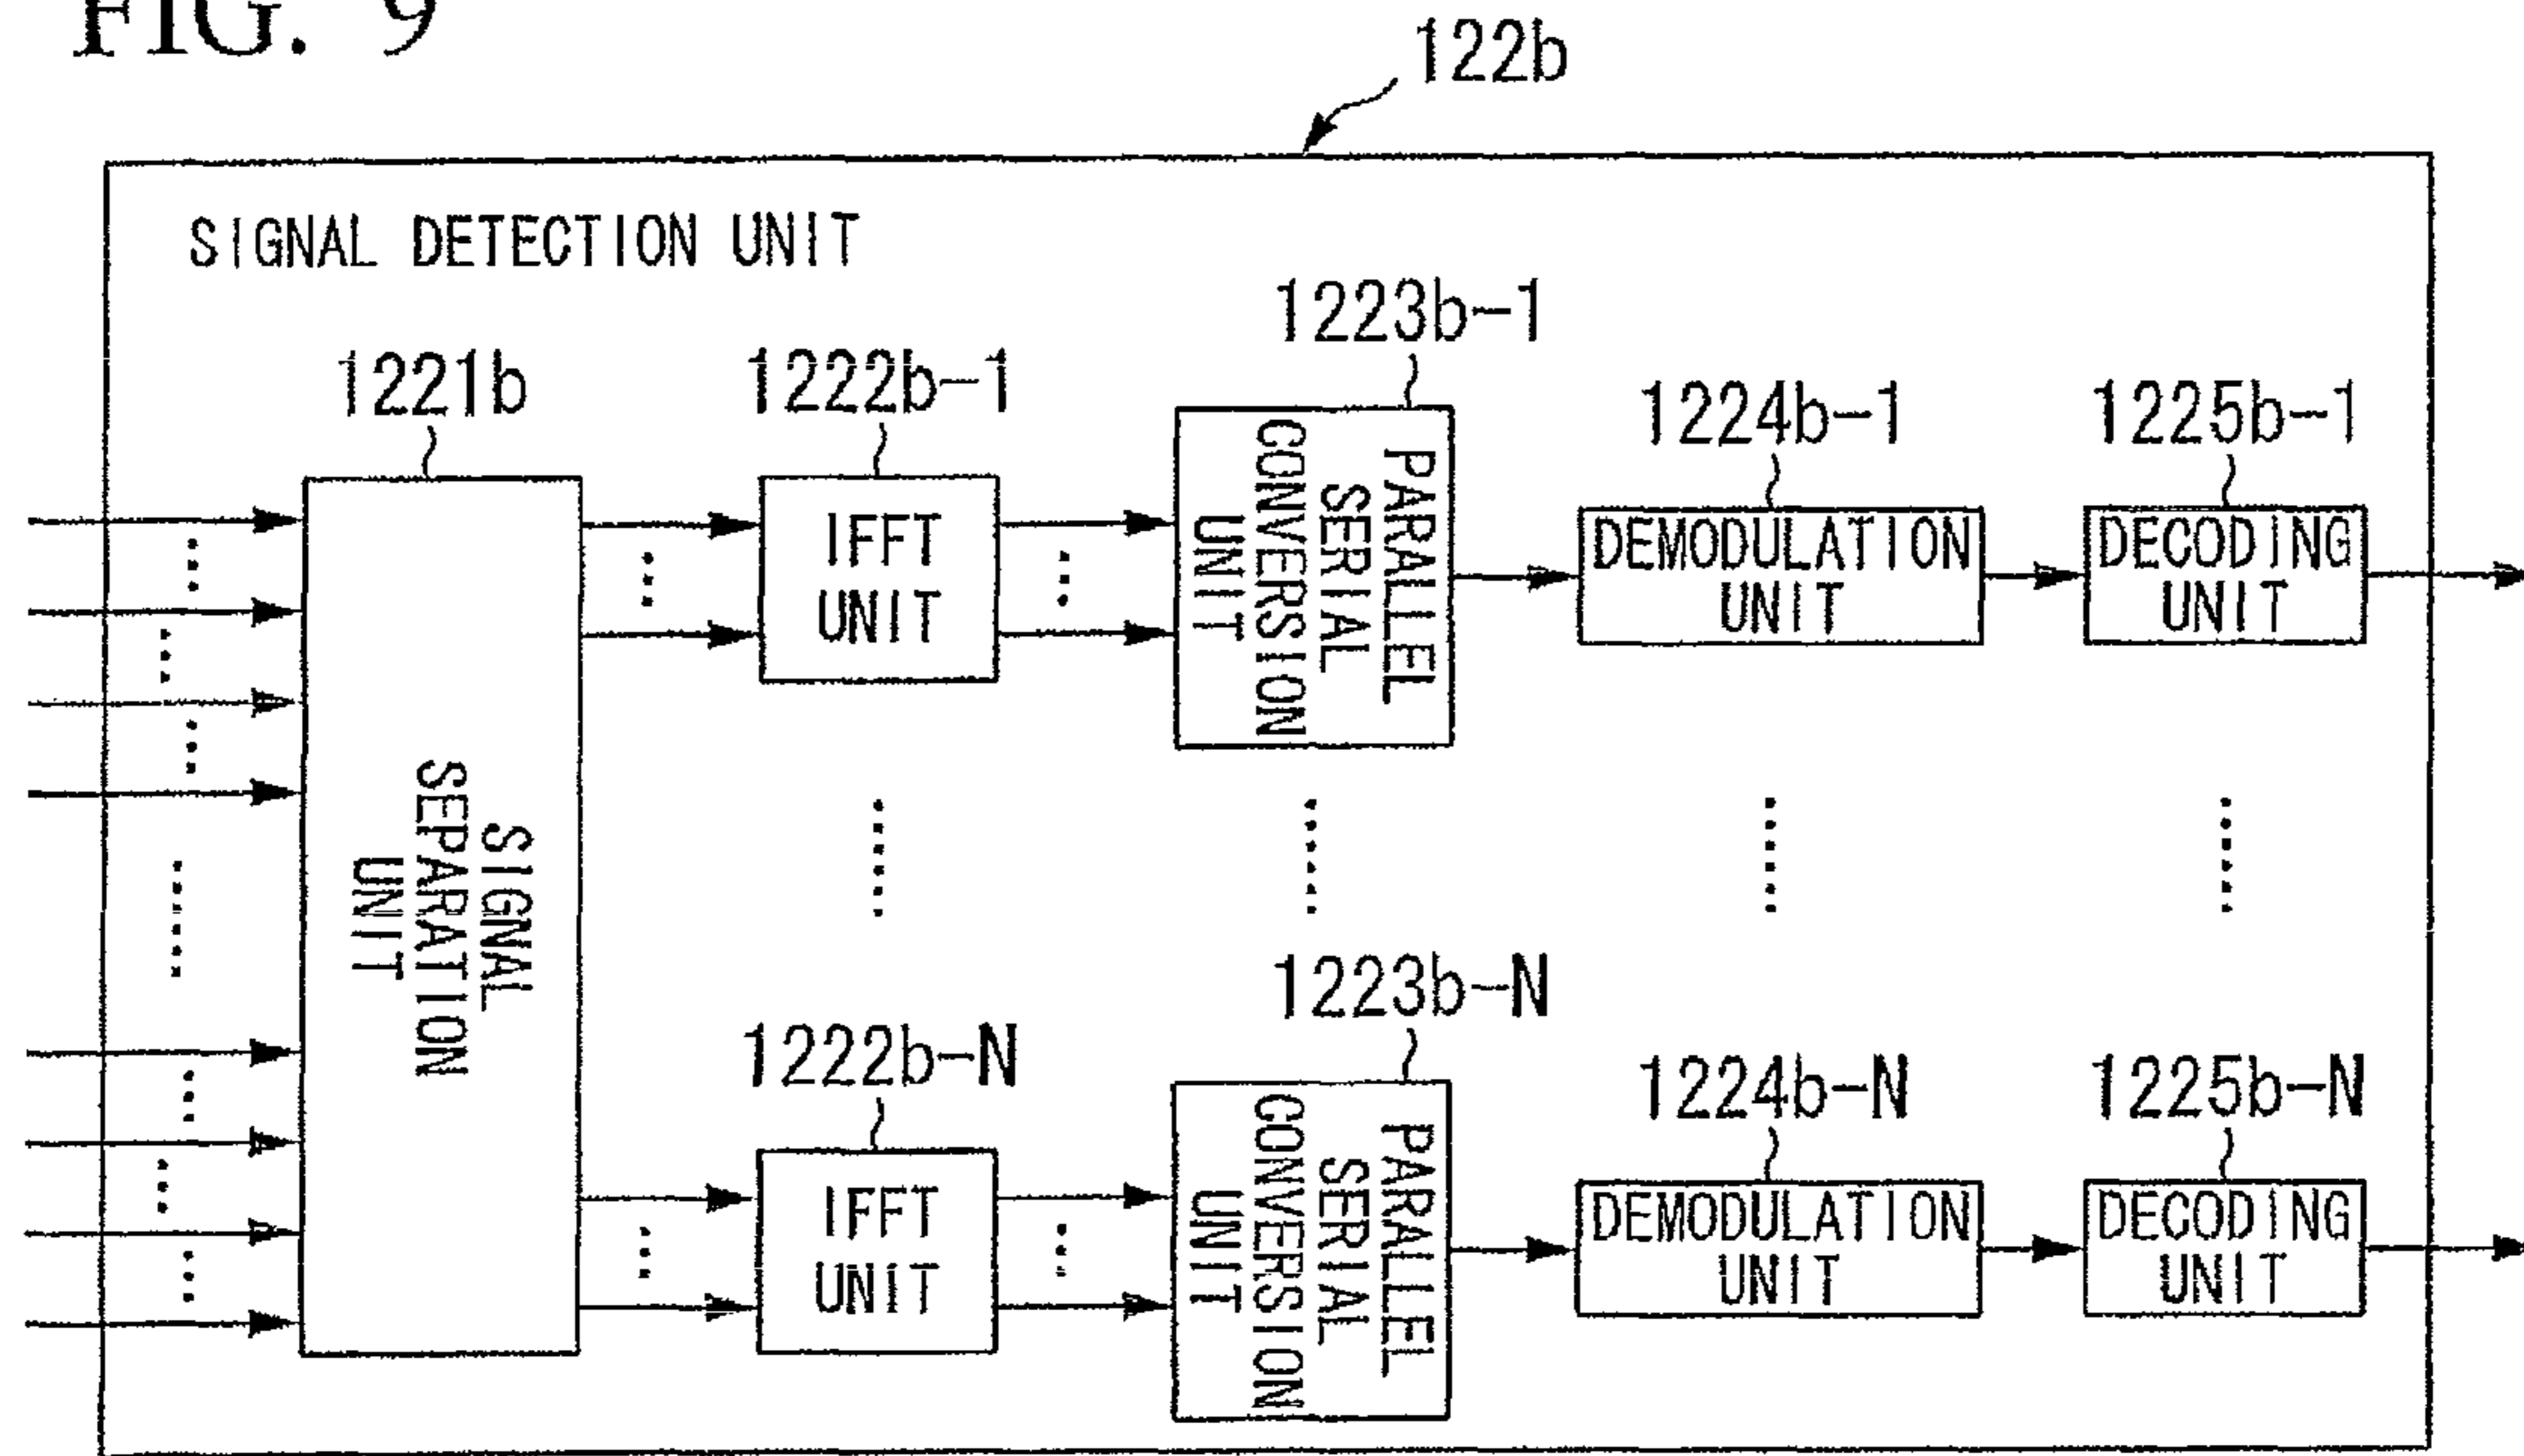 FIG. 9
122b
SIGNAL DETECTION UNIT
1221b
1222b-1
1223b-1
1224b-1
1225b-1
SIGNAL
SEPARATION
UNIT
IFFT
UNIT
PARALLEL
SERIAL
CONVERSION
UNIT
DEMODULATION
UNIT
DECODING
UNIT
1222b-N
1223b-N
1224b-N
1225b-N
IFFT
UNIT
PARALLEL
SERIAL
CONVERSION
UNIT
DEMODULATION
UNIT
DECODING
UNIT